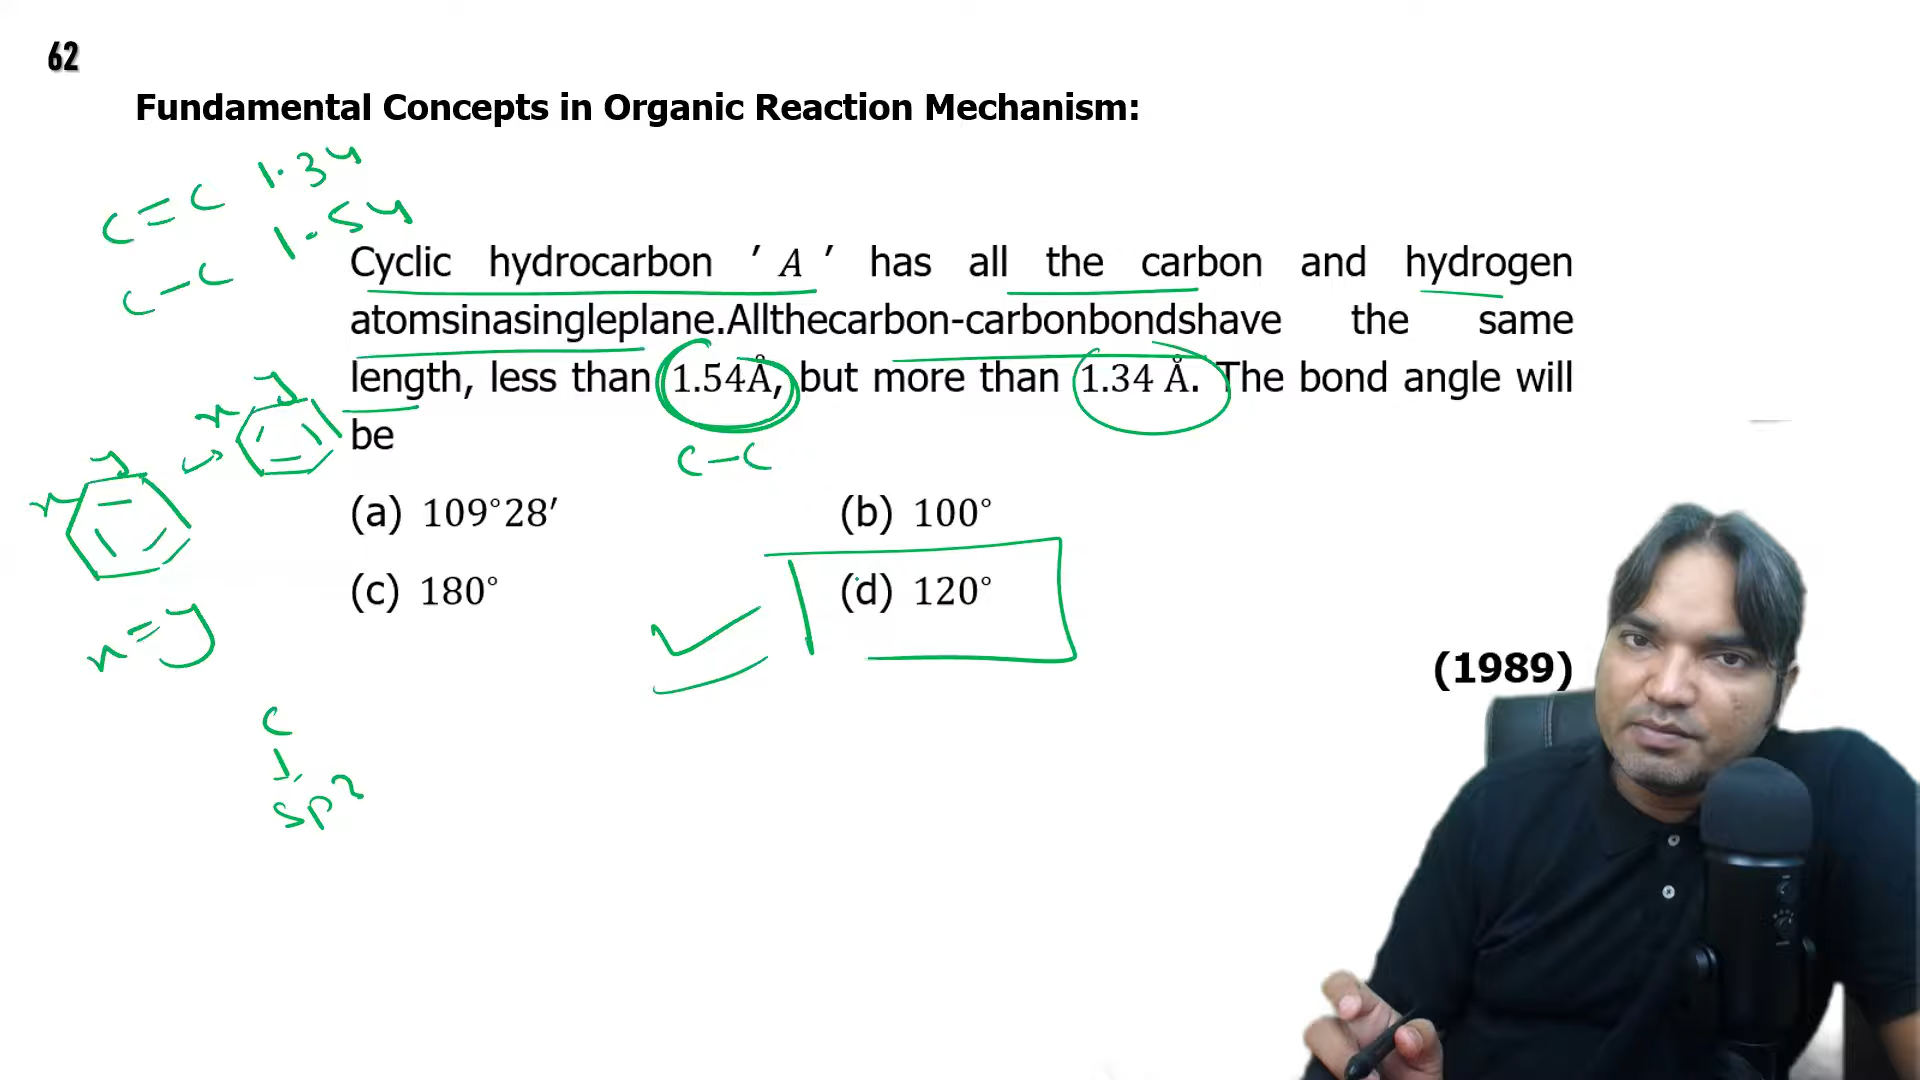 62
Fundamental Concepts in Organic Reaction Mechanism:
C=C 1.34
C-C 1.54
Cyclic hydrocarbon ′ A ′ has all the carbon and hydrogen
atomsinasingleplane.Allthecarbon-carbonbondshave the same
length, less than 1.54Å, but more than 1.34 Å. The bond angle will
be
C-C
x y
x y
(a) 109°28′ (b) 100°
(c) 180° (d) 120°
x=y
(1989)
C
sp2